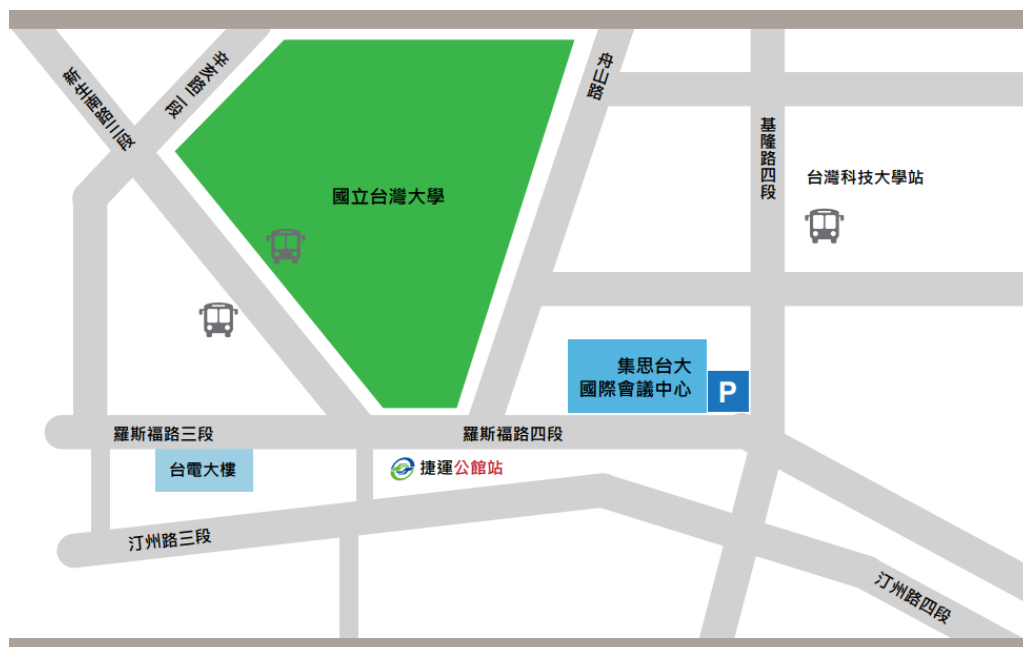 新生南路三段
辛亥路二段
舟山路
基隆路四段
台灣科技大學站
國立台灣大學
集思台大
國際會議中心
P
羅斯福路三段
羅斯福路四段
台電大樓
捷運公館站
汀州路三段
汀州路四段